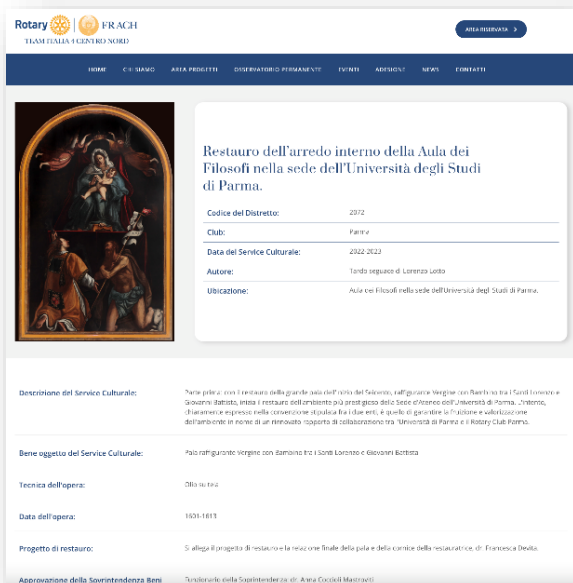 Rotary FRACH
TEAM ITALIA 4 CENTRO NORD
AREA RISERVATA >
HOME CHI SIAMO AREA PROGETTI OSSERVATORIO PERMANENTE EVENTI ADESIONE NEWS CONTATTI
Restauro dell'arredo interno della Aula dei
Filosofi nella sede dell'Università degli Studi
di Parma.
Codice del Distretto: 2072
Club: Parma
Data del Service Culturale: 2022-2023
Autore: Tardo seguace di Lorenzo Lotto
Ubicazione: Aula dei Filosofi nella sede dell'Università degli Studi di Parma.
Descrizione del Service Culturale: Parte prima: con il restauro della grande pala dell'inizio del Seicento, raffigurante Vergine con Bambino tra i Santi Lorenzo e
Giovanni Battista, inizia il restauro dell'ambiente più prestigioso della Sede d'Ateneo dell'Università di Parma. L'intento,
chiaramente espresso nella convenzione stipulata fra i due enti, è quello di garantire la fruizione e valorizzazione
dell'ambiente in nome di un rinnovato rapporto di collaborazione tra l'Università di Parma e il Rotary Club Parma.
Bene oggetto del Service Culturale: Pala raffigurante Vergine con Bambino fra i Santi Lorenzo e Giovanni Battista
Tecnica dell'opera: Olio su tela
Data dell'opera: 1601-1613
Progetto di restauro: Si allega il progetto di restauro e la relazione finale della pala e della cornice della restauratrice, dr. Francesca Devita.
Approvazione della Sovrintendenza Beni Funzionario della Soprintendenza: dr. Anna Coccioli Mastroviti